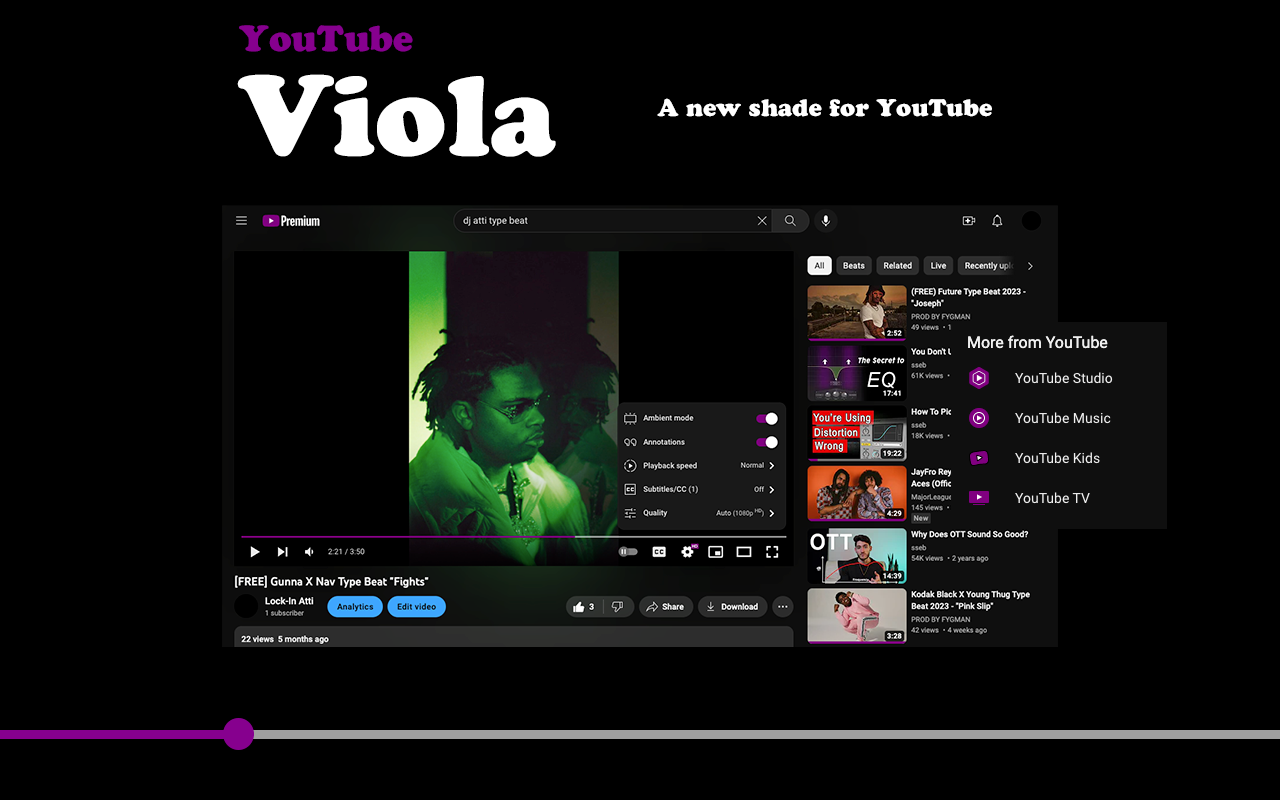 YouTube
Viola
A new shade for YouTube
Premium
dj atti type beat
All
Beats
Related
Live
Recently
(FREE) Future Type Beat 2023 -
"Joseph"
PROD BY FYGMAN
49 views • 1
2:52
You Don't
sseb
61K views •
The Secret to
EQ
17:41
How To Pic
sseb
18K views •
You're Using
Distortion
Wrong
19:22
JayFro Rey
Aces (Offic
MajorLeague
145 views •
New
4:29
Why Does OTT Sound So Good?
sseb
54K views • 2 years ago
OTT
14:39
Kodak Black X Young Thug Type
Beat 2023 - "Pink Slip"
PROD BY FYGMAN
42 views • 4 weeks ago
3:28
More from YouTube
YouTube Studio
YouTube Music
YouTube Kids
YouTube TV
Ambient mode
Annotations
Playback speed
Normal
Subtitles/CC (1)
Off
Quality
Auto (1080p HD)
2:21 / 3:50
CC
HD
[FREE] Gunna X Nav Type Beat "Fights"
Lock-In Atti
1 subscriber
Analytics
Edit video
3
Share
Download
22 views 5 months ago